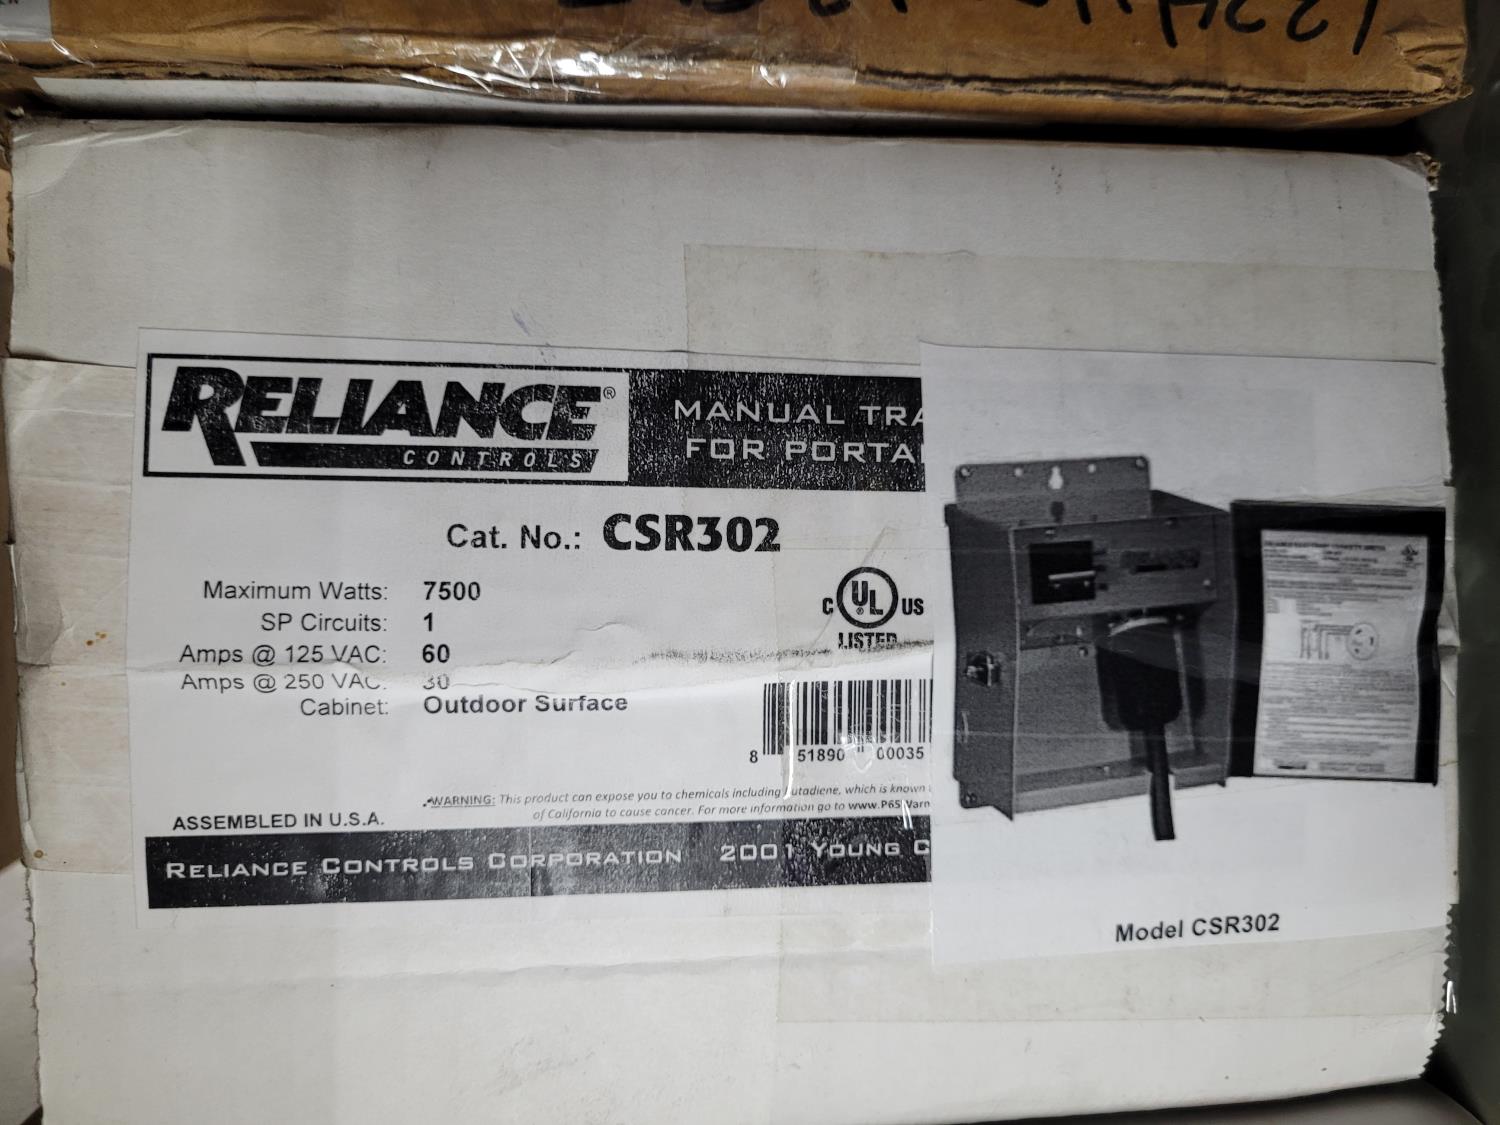 RELIANCE®
CONTROLS
MANUAL TRA
FOR PORTA
Cat. No.: CSR302
Maximum Watts: 7500
SP Circuits: 1
Amps @ 125 VAC: 60
Amps @ 250 VAC: 30
Cabinet: Outdoor Surface
C UL® US
LISTED
8 51890 00035
WARNING: This product can expose you to chemicals including butadiene, which is known
of California to cause cancer. For more information go to www.P65Warn
ASSEMBLED IN U.S.A.
RELIANCE CONTROLS CORPORATION 2001 YOUNG C
Model CSR302